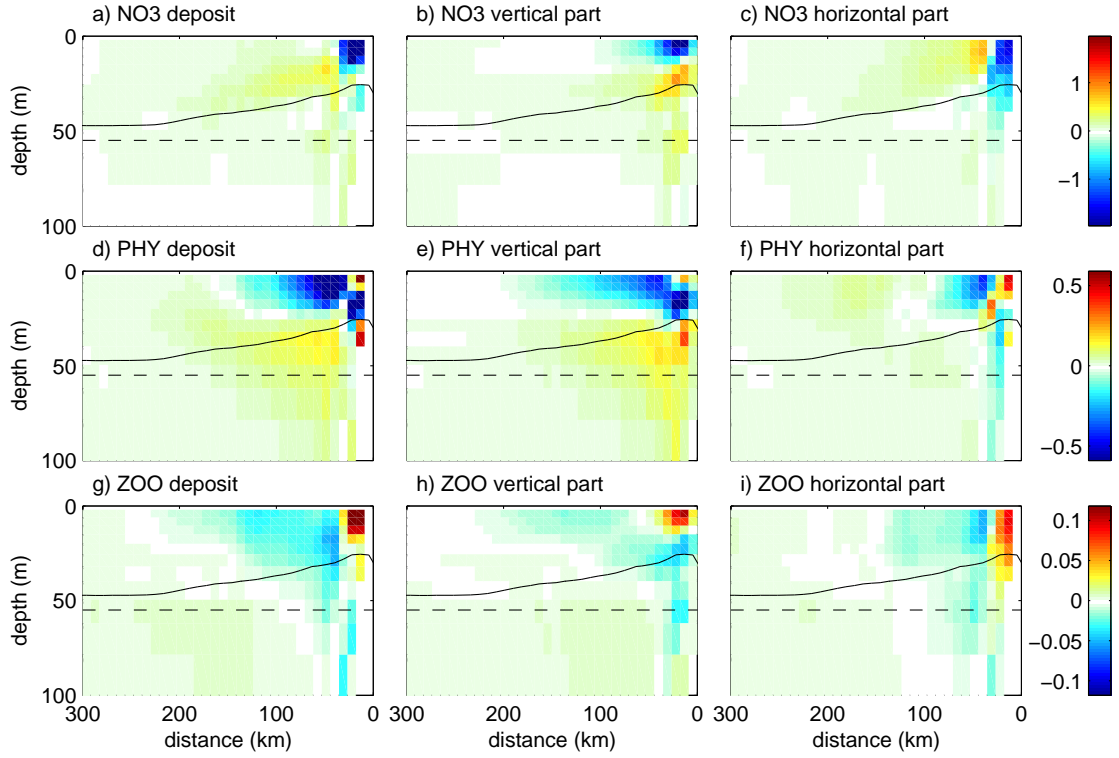 a) NO3 deposit b) NO3 vertical part c) NO3 horizontal part
0
50
100
depth (m)
1
0
−1
d) PHY deposit e) PHY vertical part f) PHY horizontal part
0
50
100
depth (m)
0.5
0
−0.5
g) ZOO deposit h) ZOO vertical part i) ZOO horizontal part
0
50
100
depth (m)
0.1
0.05
0
−0.05
−0.1
300 200 100 0 300 200 100 0 300 200 100 0
distance (km) distance (km) distance (km)